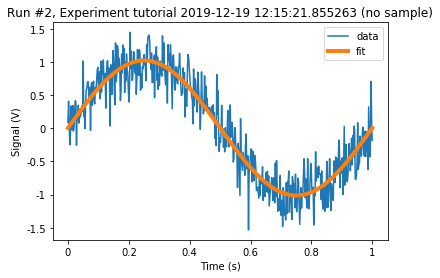 Run #2, Experiment tutorial 2019-12-19 12:15:21.855263 (no sample)
data
fit
1.5
1.0
0.5
0
-0.5
-1.0
-1.5
Signal (V)
0
0.2
0.4
0.6
0.8
1
Time (s)